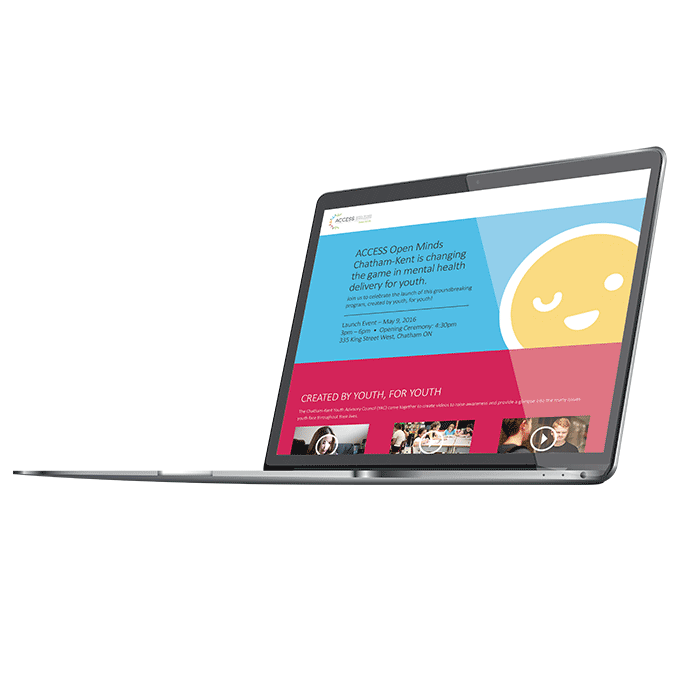 ACCESS
ACCESS Open Minds
Chatham-Kent is changing
the game in mental health
delivery for youth.
Join us to celebrate the launch of this groundbreaking
program, created by youth, for youth!
Launch Event – May 9, 2016
3pm – 6pm • Opening Ceremony: 4:30pm
335 King Street West, Chatham ON
CREATED BY YOUTH, FOR YOUTH
The Chatham-Kent Youth Advisory Council (YAC) came together to create videos to raise awareness and provide a glimpse into the many issues
youth face throughout their lives.